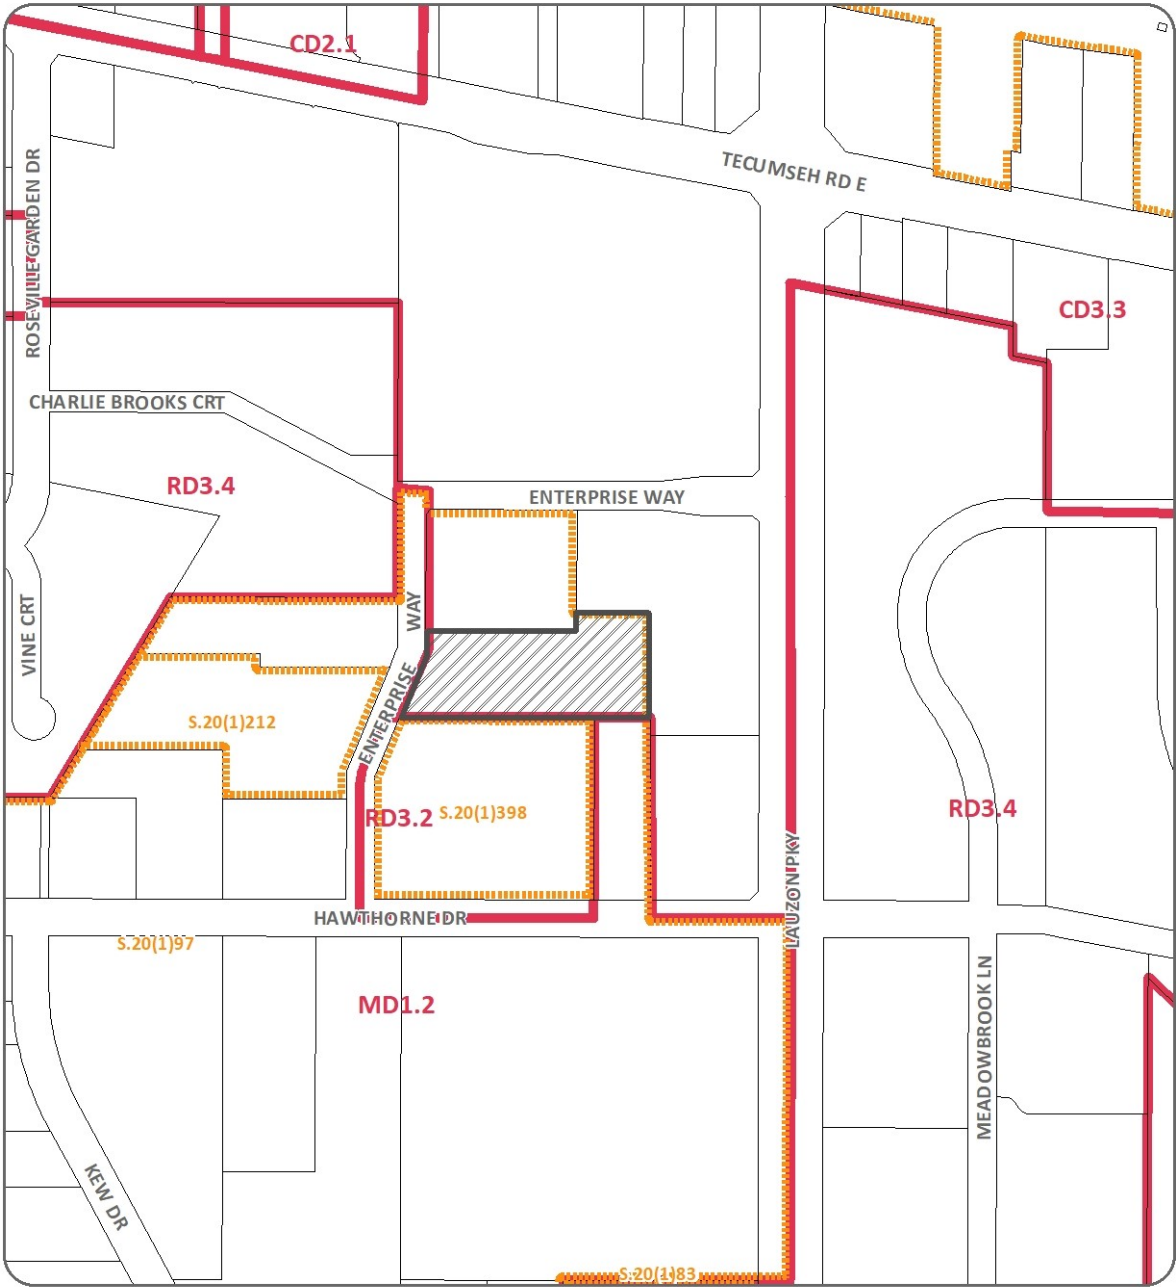 CD2.1
TECUMSEH RD E
ROSEVILLE GARDEN DR
CD3.3
CHARLIE BROOKS CRT
RD3.4
ENTERPRISE WAY
VINE CRT
ENTERPRISE WAY
S.20(1)212
RD3.2
S.20(1)398
RD3.4
LAUZON PKY
HAWTHORNE DR
S.20(1)97
MD1.2
MEADOWBROOK LN
KEW DR
S.20(1)83